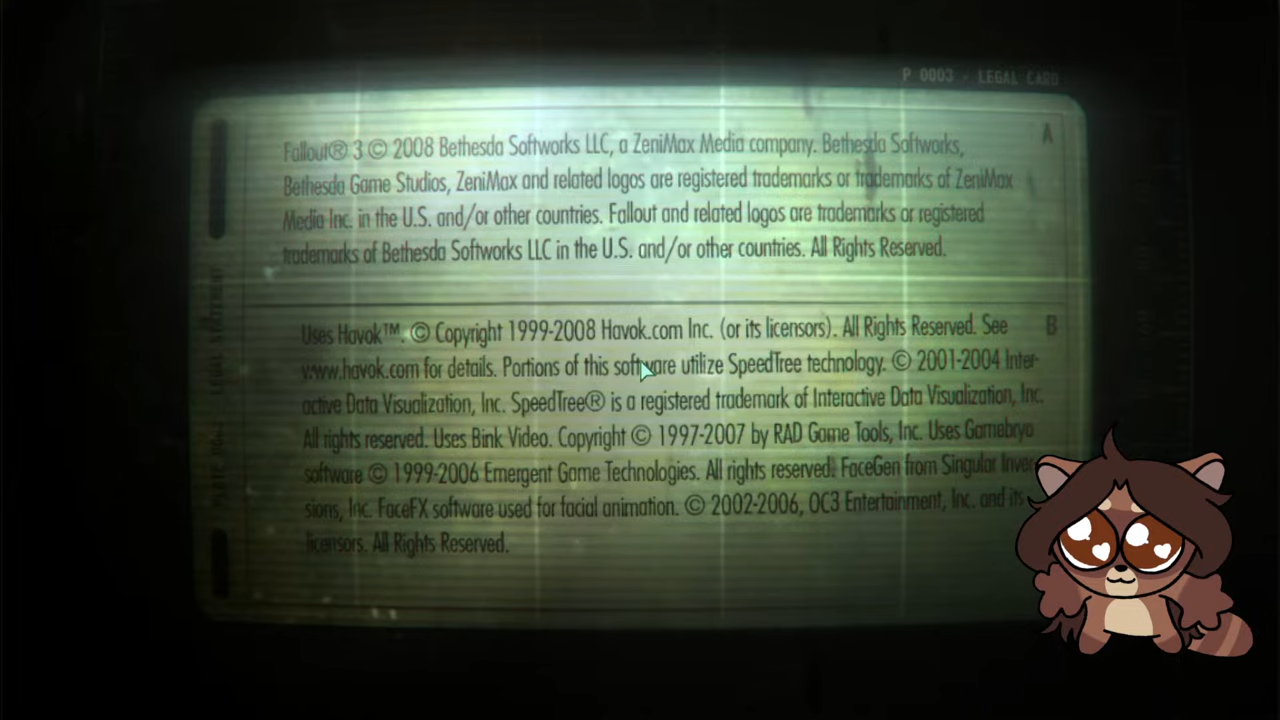 P 0003 - LEGAL CARD
A
Fallout® 3 © 2008 Bethesda Softworks LLC, a ZeniMax Media company. Bethesda Softworks,
Bethesda Game Studios, ZeniMax and related logos are registered trademarks or trademarks of ZeniMax
Media Inc. in the U.S. and/or other countries. Fallout and related logos are trademarks or registered
trademarks of Bethesda Softworks LLC in the U.S. and/or other countries. All Rights Reserved.
B
Uses Havok™. © Copyright 1999-2008 Havok.com Inc. (or its licensors). All Rights Reserved. See
www.havok.com for details. Portions of this software utilize SpeedTree technology. © 2001-2004 Inter-
active Data Visualization, Inc. SpeedTree® is a registered trademark of Interactive Data Visualization, Inc.
All rights reserved. Uses Bink Video. Copyright © 1997-2007 by RAD Game Tools, Inc. Uses Gamebryo
software © 1999-2006 Emergent Game Technologies. All rights reserved. FaceGen from Singular Inver-
sions, Inc. FaceFX software used for facial animation. © 2002-2006, OC3 Entertainment, Inc. and its
licensors. All Rights Reserved.